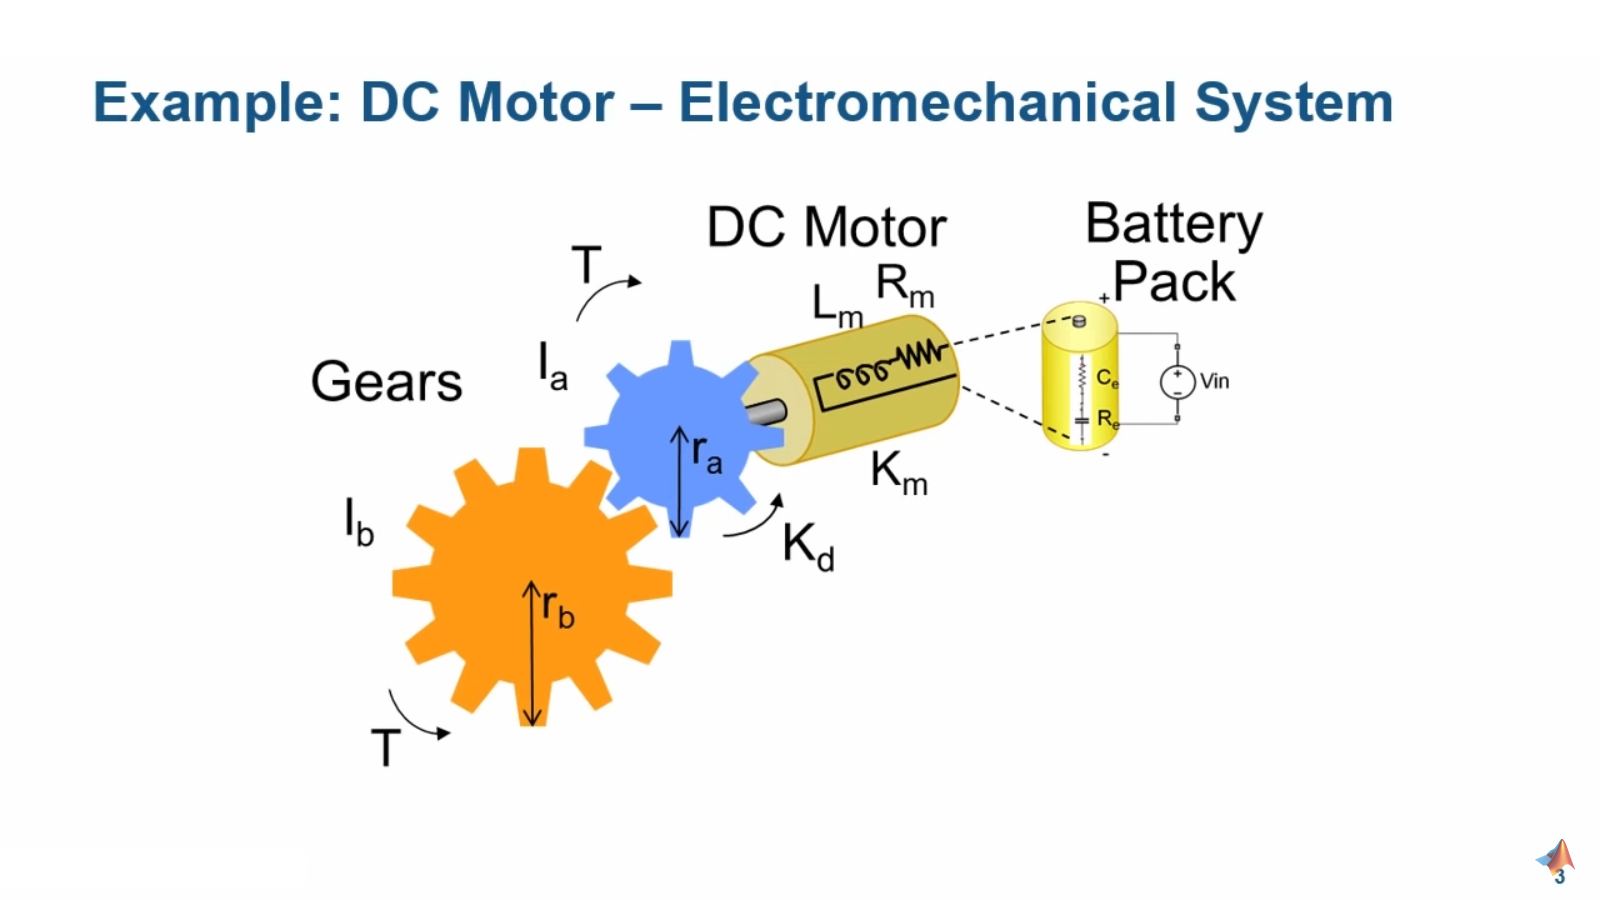 Example: DC Motor – Electromechanical System
DC Motor
Battery
Pack
T
Lm
Rm
+
Gears
Ia
Ce
+
−
Vin
Re
ra
Km
-
Ib
Kd
rb
T
3